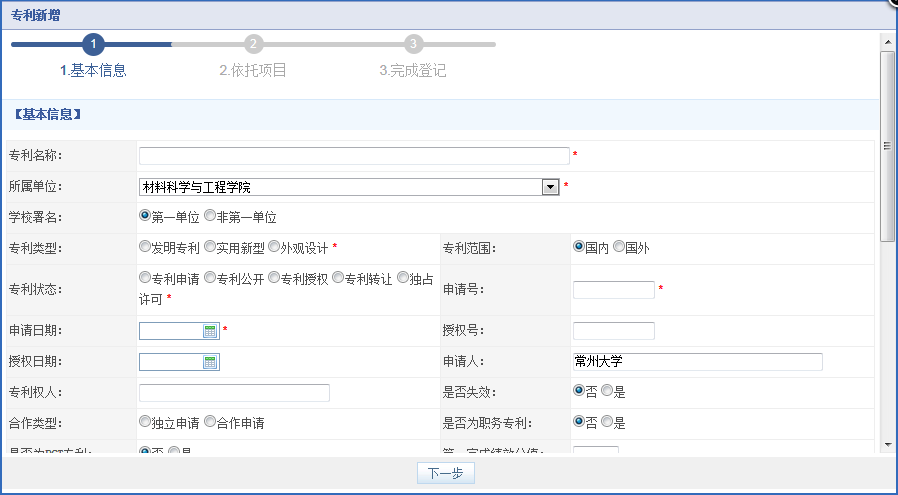 专利新增
1 2 3
1.基本信息 2.依托项目 3.完成登记
【基本信息】
专利名称： *
所属单位： 材料科学与工程学院 *
学校署名： 第一单位 非第一单位
专利类型： 发明专利 实用新型 外观设计 * 专利范围： 国内 国外
专利状态： 专利申请 专利公开 专利授权 专利转让 独占
许可 * 申请号： *
申请日期： * 授权号：
授权日期： 申请人： 常州大学
专利权人： 是否失效： 否 是
合作类型： 独立申请 合作申请 是否为职务专利： 否 是
是否为PCT专利： 否 是 第一完成绩效分值：
下一步